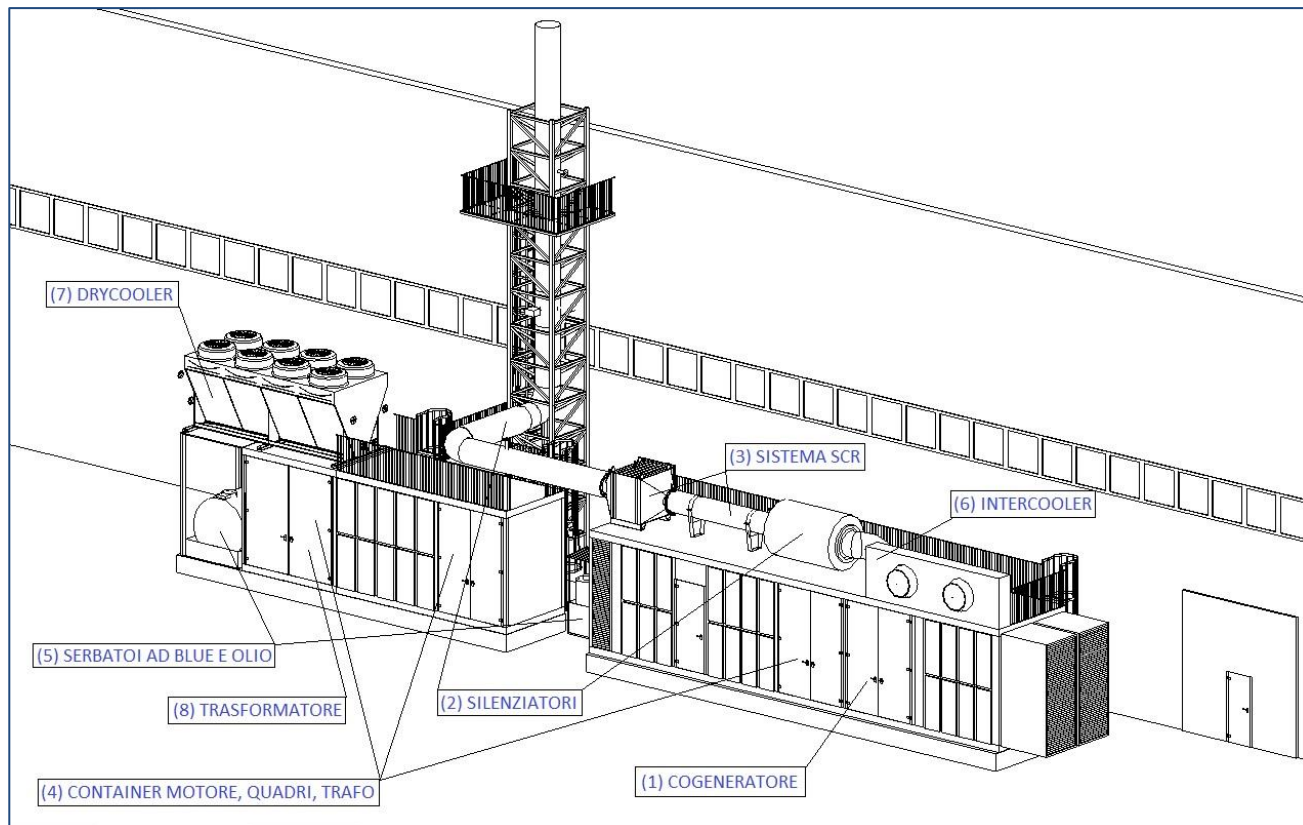 (7) DRYCOOLER
(3) SISTEMA SCR
(6) INTERCOOLER
(5) SERBATOI AD BLUE E OLIO
(8) TRASFORMATORE
(2) SILENZIATORI
(4) CONTAINER MOTORE, QUADRI, TRAFO
(1) COGENERATORE